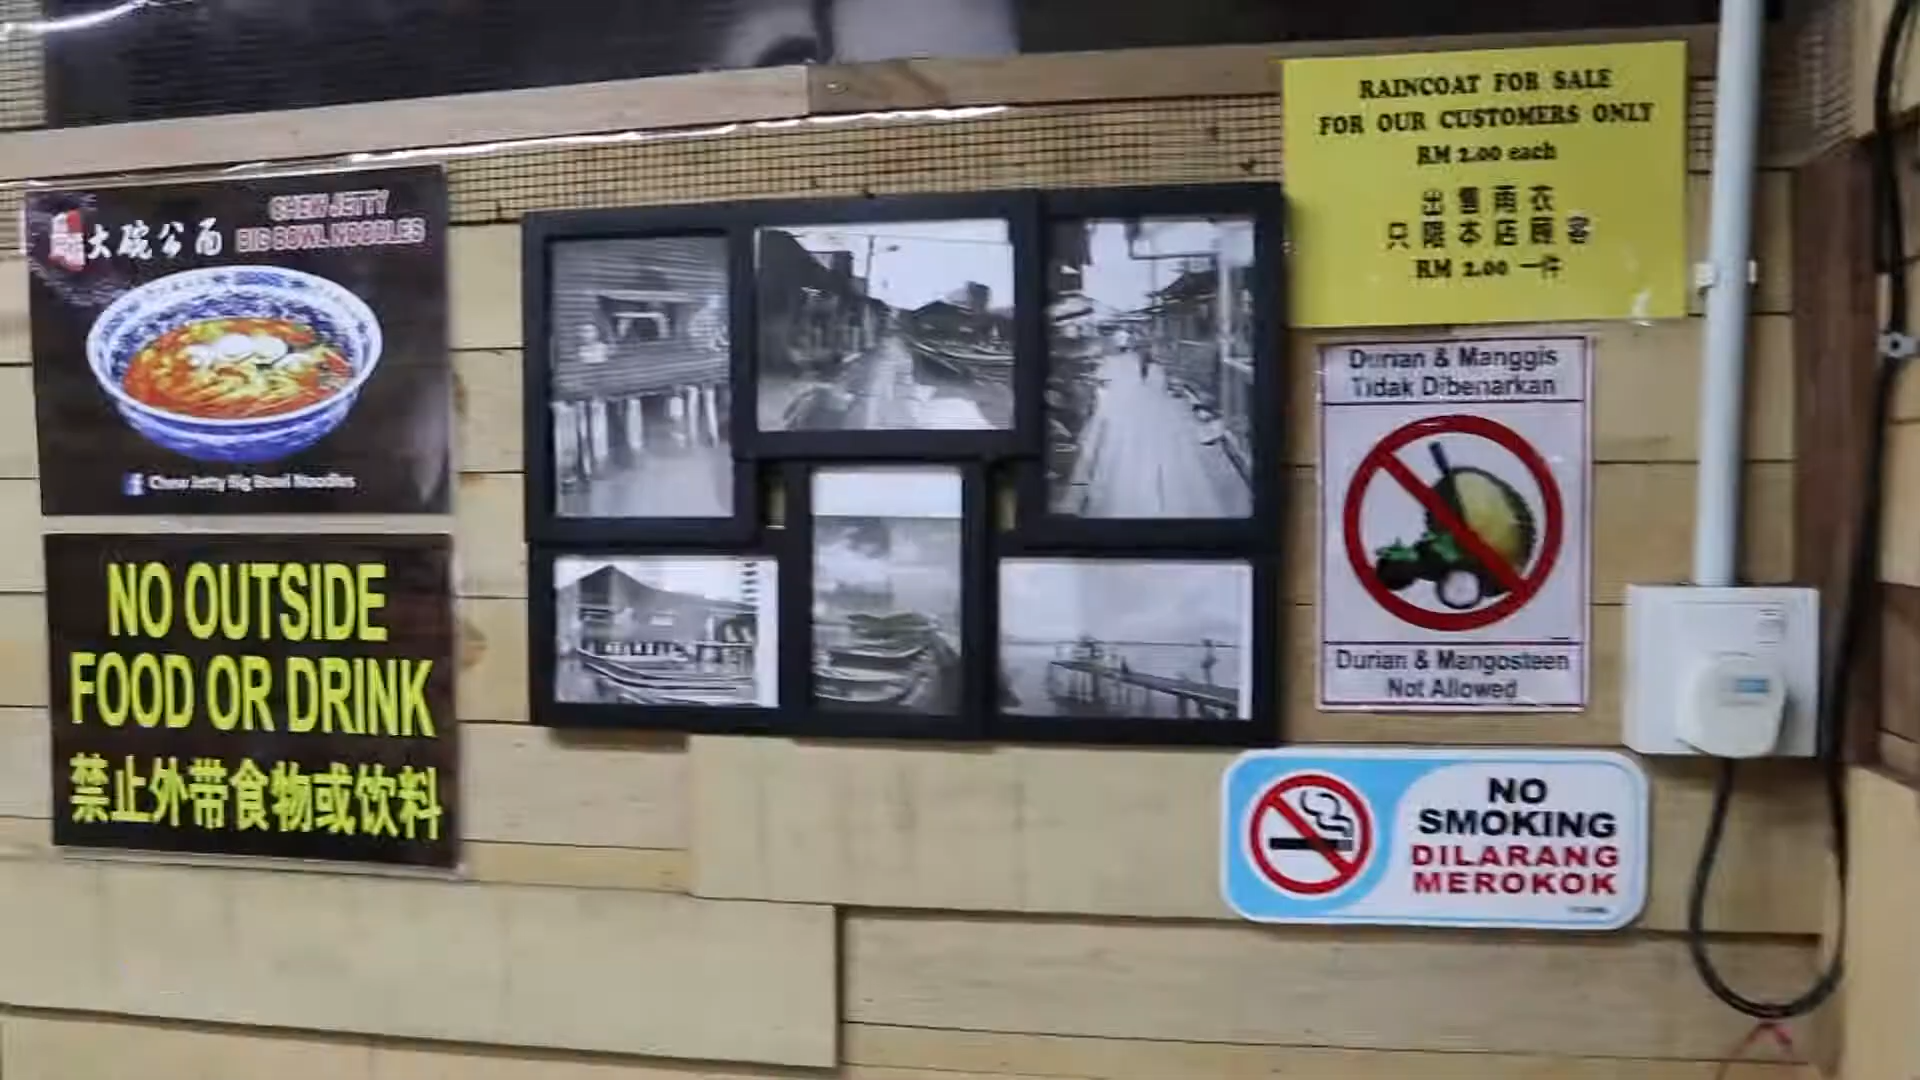 大碗公面
CHEW JETTY
BIG BOWL NOODLES
Chew Jetty Big Bowl Noodles
NO OUTSIDE
FOOD OR DRINK
禁止外带食物或饮料
RAINCOAT FOR SALE
FOR OUR CUSTOMERS ONLY
RM 2.00 each
出售雨衣
只限本店顾客
RM 2.00 一件
Durian & Manggis
Tidak Dibenarkan
Durian & Mangosteen
Not Allowed
NO
SMOKING
DILARANG
MEROKOK